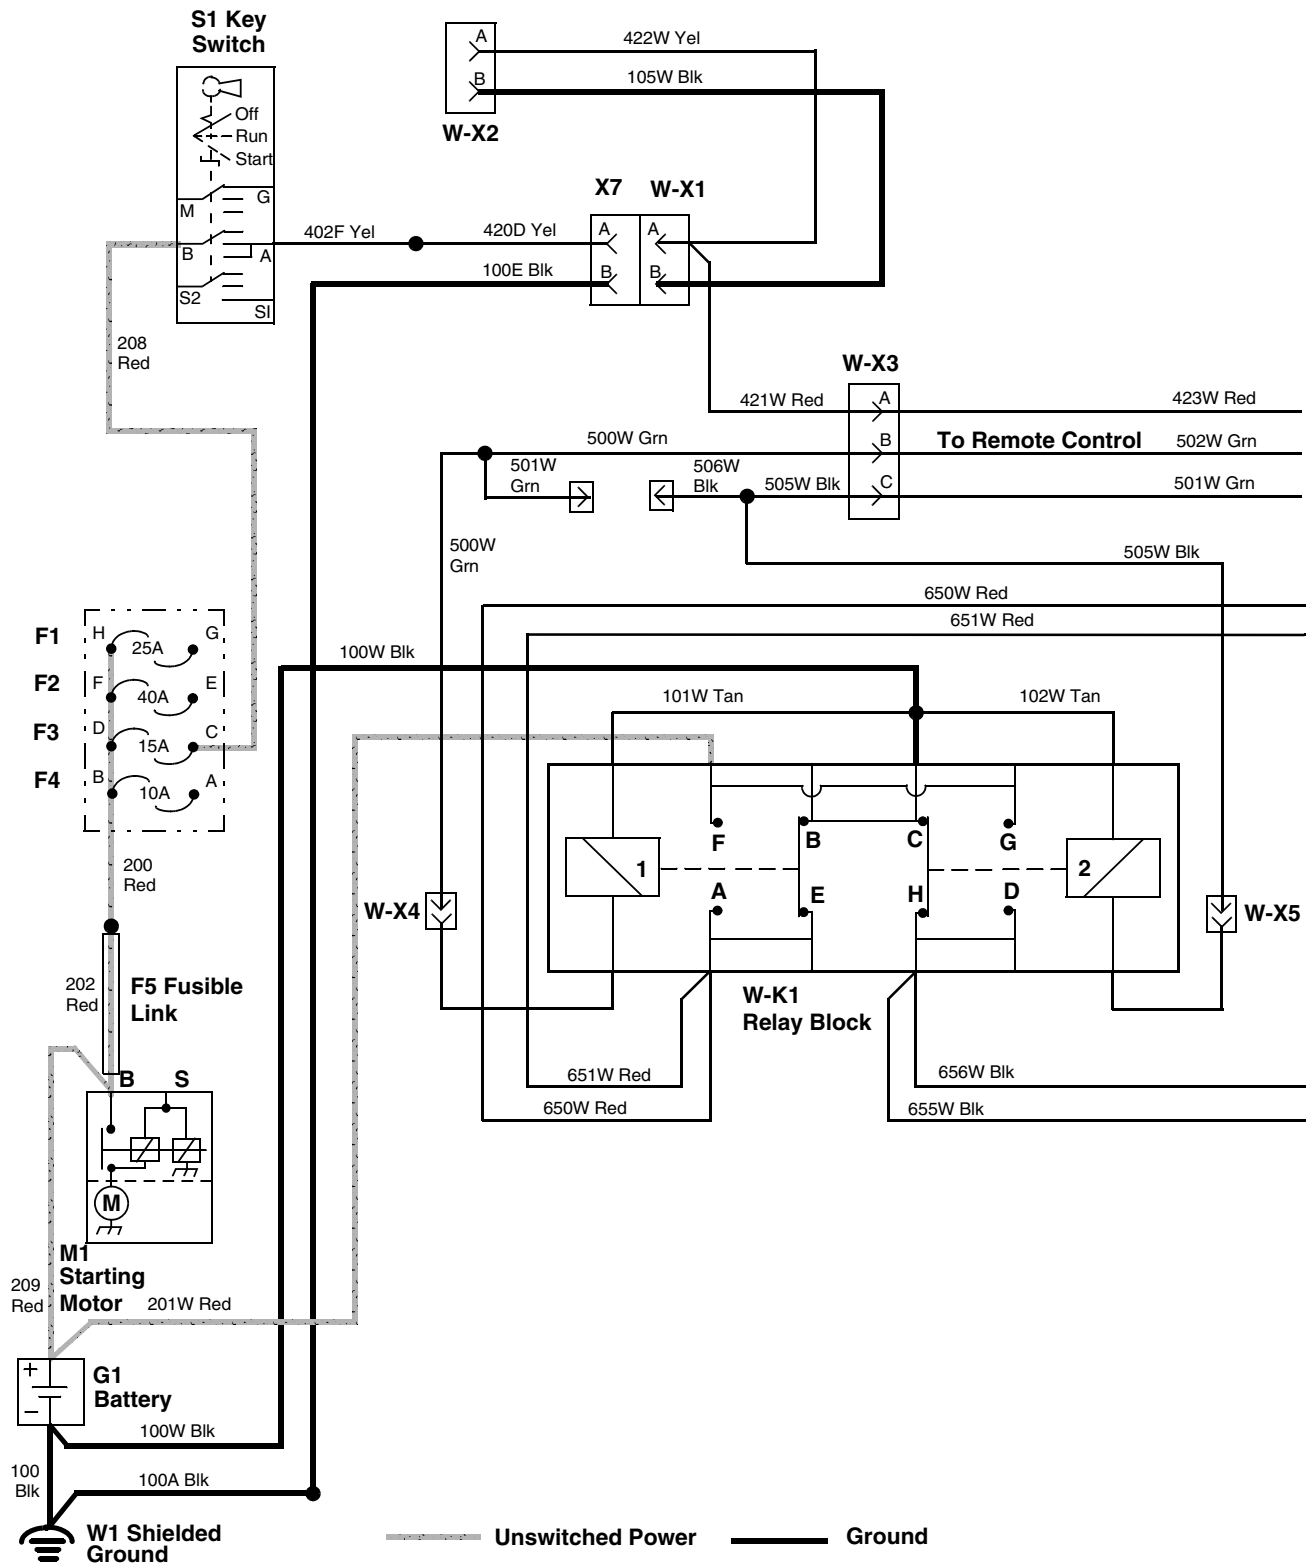 S1 Key
Switch
Off
Run
Start
M
G
B
A
S2
SI
A
422W Yel
B
105W Blk
W-X2
X7
W-X1
402F Yel
420D Yel
A
A
100E Blk
B
B
208
Red
W-X3
421W Red
A
423W Red
500W Grn
B
To Remote Control
502W Grn
501W
Grn
506W
Blk
505W Blk
C
501W Grn
500W
Grn
505W Blk
650W Red
651W Red
F1
H
25A
G
100W Blk
F2
F
40A
E
101W Tan
102W Tan
F3
D
15A
C
F4
B
10A
A
F
B
C
G
1
2
A
E
H
D
200
Red
W-X4
W-X5
202
Red
F5 Fusible
Link
W-K1
Relay Block
B
S
651W Red
656W Blk
650W Red
655W Blk
M
M1
Starting
Motor
209
Red
201W Red
+
−
G1
Battery
100W Blk
100
Blk
100A Blk
W1 Shielded
Ground
Unswitched Power
Ground